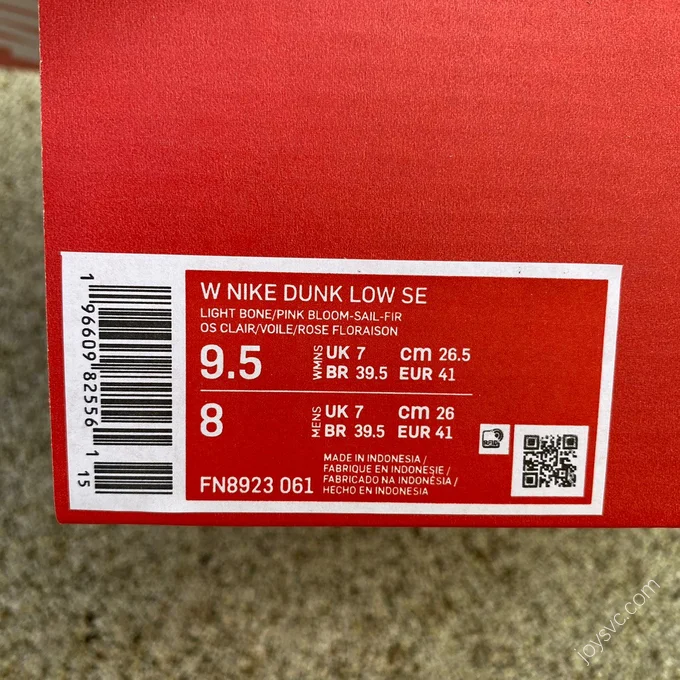 W NIKE DUNK LOW SE
LIGHT BONE/PINK BLOOM-SAIL-FIR
OS CLAIR/VOILE/ROSE FLORAISON
9.5 WMNS UK 7 cm 26.5
BR 39.5 EUR 41
8 MENS UK 7 cm 26
BR 39.5 EUR 41
FN8923 061
MADE IN INDONESIA /
FABRIQUE EN INDONESIE /
FABRICADO NA INDONÉSIA /
HECHO EN INDONESIA
1 96609 82556 1 15
joysvc.com